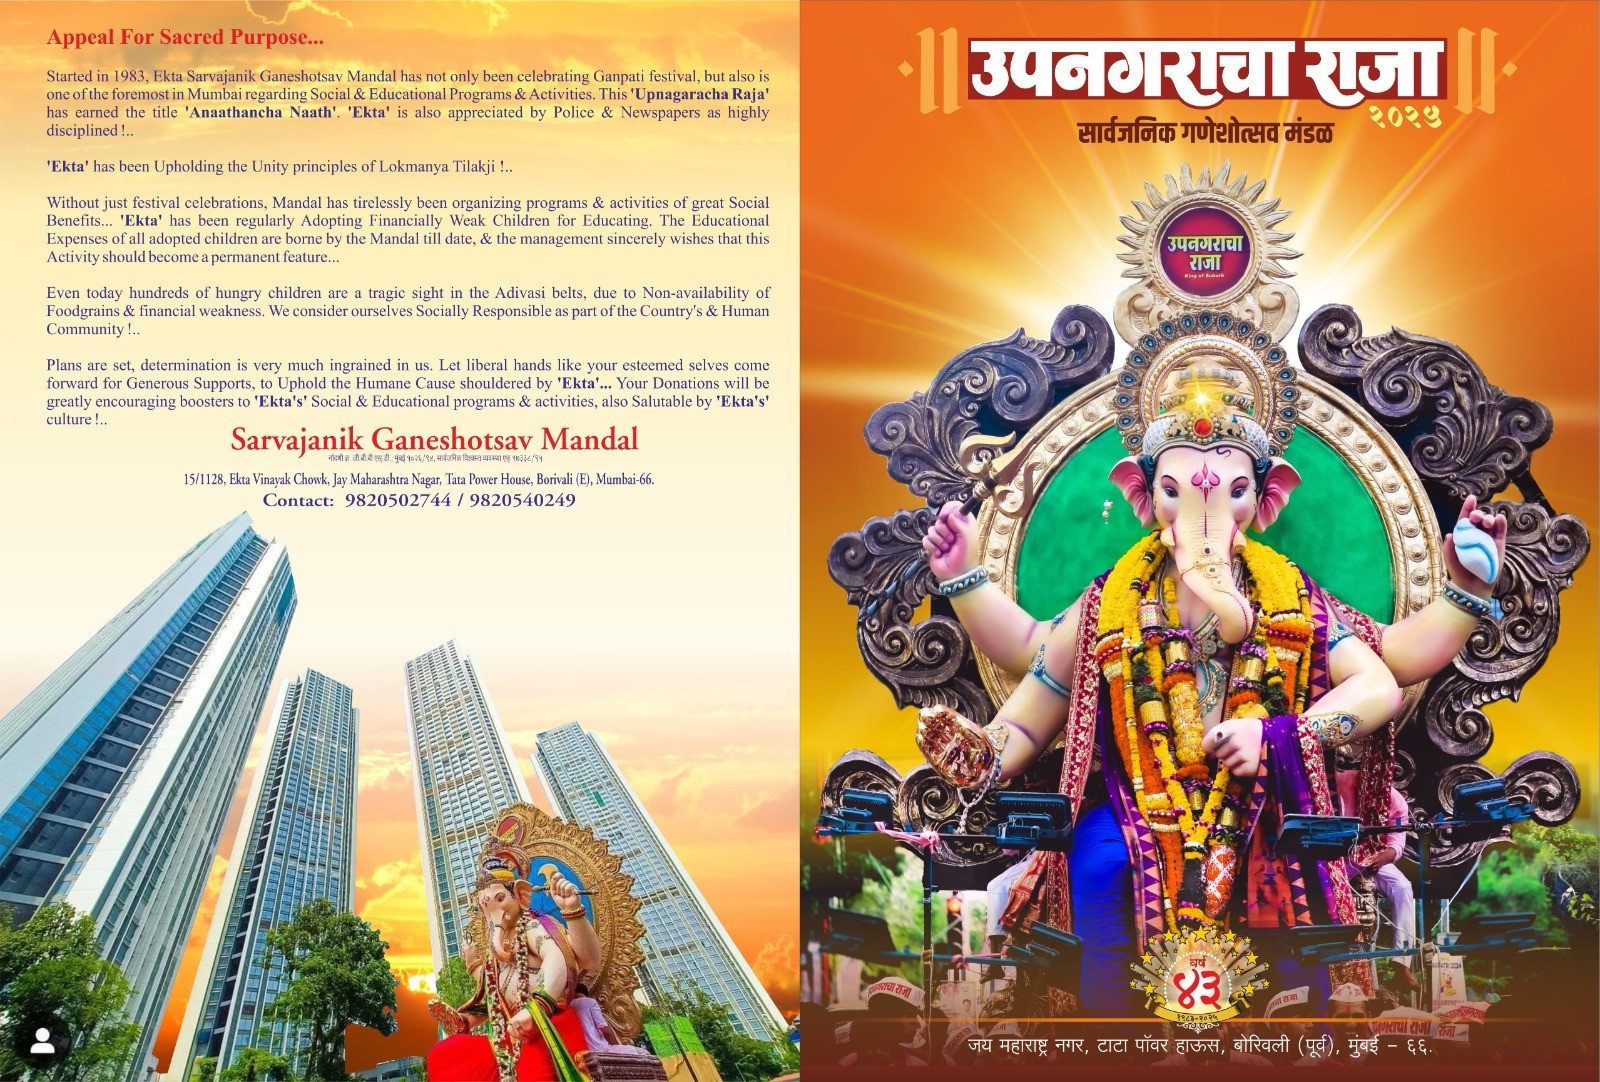 Appeal For Sacred Purpose...
Started in 1983, Ekta Sarvajanik Ganeshotsav Mandal has not only been celebrating Ganpati festival, but also is
one of the foremost in Mumbai regarding Social & Educational Programs & Activities. This 'Upnagaracha Raja'
has earned the title 'Anaathancha Naath'. 'Ekta' is also appreciated by Police & Newspapers as highly
disciplined !..
'Ekta' has been Upholding the Unity principles of Lokmanya Tilakji !..
Without just festival celebrations, Mandal has tirelessly been organizing programs & activities of great Social
Benefits... 'Ekta' has been regularly Adopting Financially Weak Children for Educating. The Educational
Expenses of all adopted children are borne by the Mandal till date, & the management sincerely wishes that this
Activity should become a permanent feature...
Even today hundreds of hungry children are a tragic sight in the Adivasi belts, due to Non-availability of
Foodgrains & financial weakness. We consider ourselves Socially Responsible as part of the Country's & Human
Community !..
Plans are set, determination is very much ingrained in us. Let liberal hands like your esteemed selves come
forward for Generous Supports, to Uphold the Humane Cause shouldered by 'Ekta'... Your Donations will be
greatly encouraging boosters to 'Ekta's' Social & Educational programs & activities, also Salutable by 'Ekta's'
culture !..
Sarvajanik Ganeshotsav Mandal
15/1128, Ekta Vinayak Chowk, Jay Maharashtra Nagar, Tata Power House, Borivali (E), Mumbai-66.
Contact: 9820502744 / 9820540249
उपनगराचा राजा
२०२५
सार्वजनिक गणेशोत्सव मंडळ
उपनगराचा
राजा
King of Suburb
वर्ष
४३
१९८३-२०२५
जय महाराष्ट्र नगर, टाटा पॉवर हाऊस, बोरिवली (पूर्व), मुंबई – ६६.